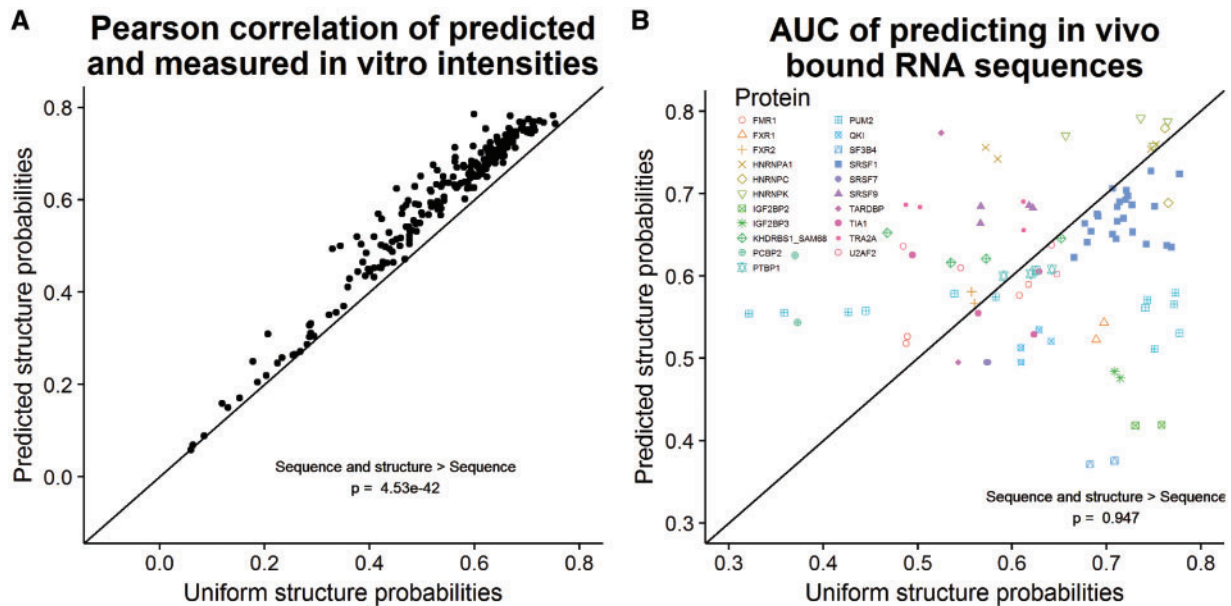 A
Pearson correlation of predicted
and measured in vitro intensities
Predicted structure probabilities
0.8
0.6
0.4
0.2
0.0
Sequence and structure > Sequence
p = 4.53e-42
0.0 0.2 0.4 0.6 0.8
Uniform structure probabilities
B
AUC of predicting in vivo
bound RNA sequences
Predicted structure probabilities
0.8
0.7
0.6
0.5
0.4
0.3
Protein
FMR1
FXR1
FXR2
HNRNPA1
HNRNPC
HNRNPK
IGF2BP2
IGF2BP3
KHDRBS1_SAM68
PCBP2
PTBP1
PUM2
QKI
SF3B4
SRSF1
SRSF7
SRSF9
TARDBP
TIA1
TRA2A
U2AF2
Sequence and structure > Sequence
p = 0.947
0.3 0.4 0.5 0.6 0.7 0.8
Uniform structure probabilities